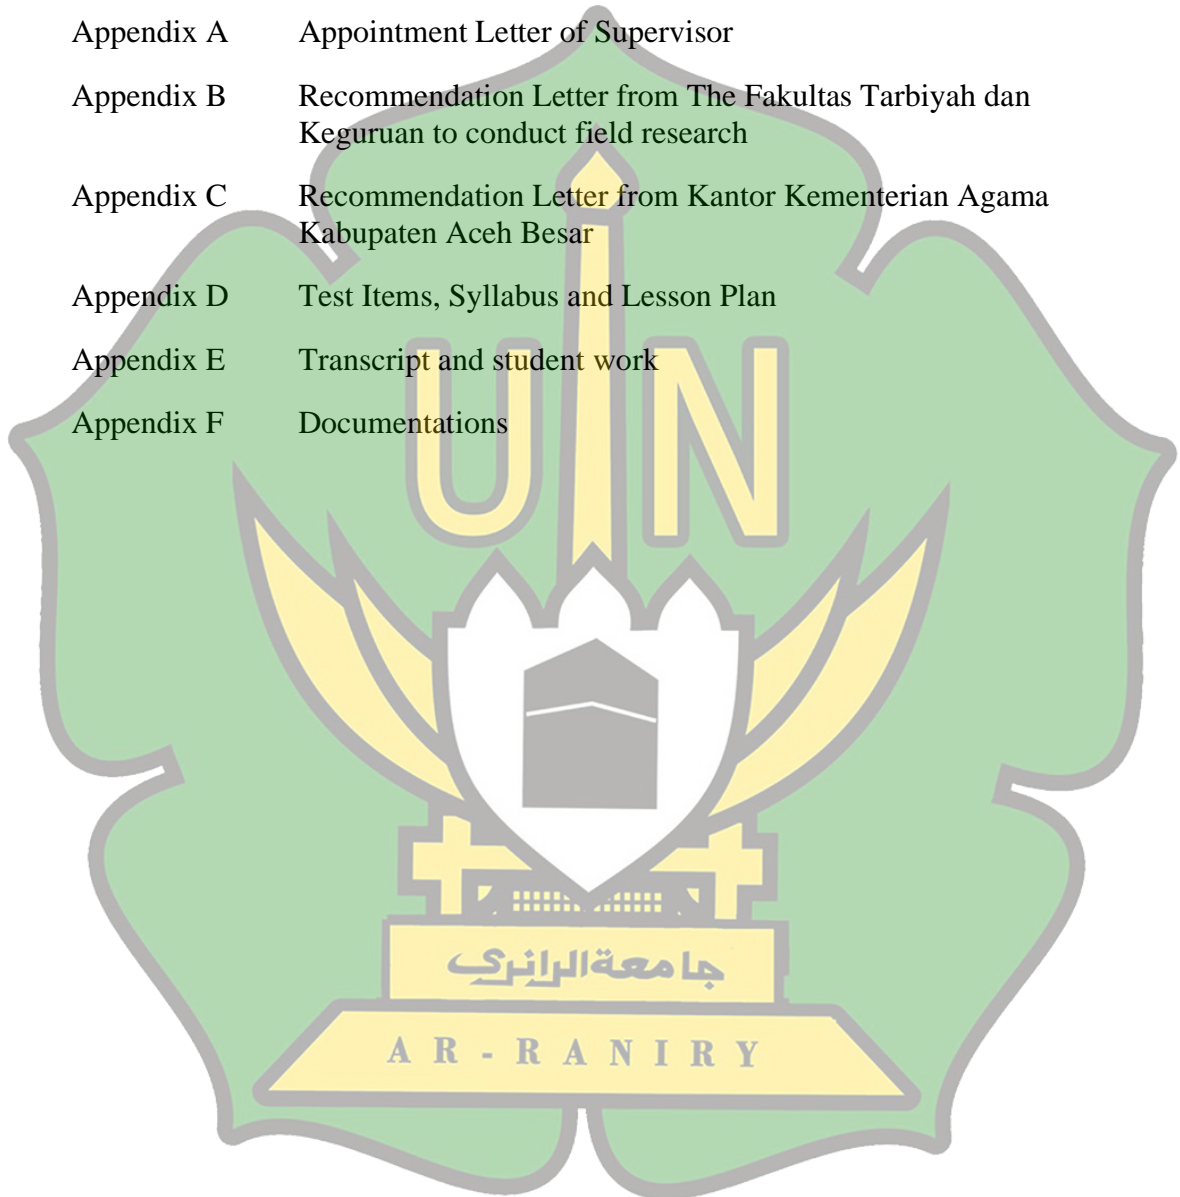 Appendix A Appointment Letter of Supervisor
Appendix B Recommendation Letter from The Fakultas Tarbiyah dan
Keguruan to conduct field research
Appendix C Recommendation Letter from Kantor Kementerian Agama
Kabupaten Aceh Besar
Appendix D Test Items, Syllabus and Lesson Plan
Appendix E Transcript and student work
Appendix F Documentations
UIN
جامعةالرانرى
AR-RANIRY